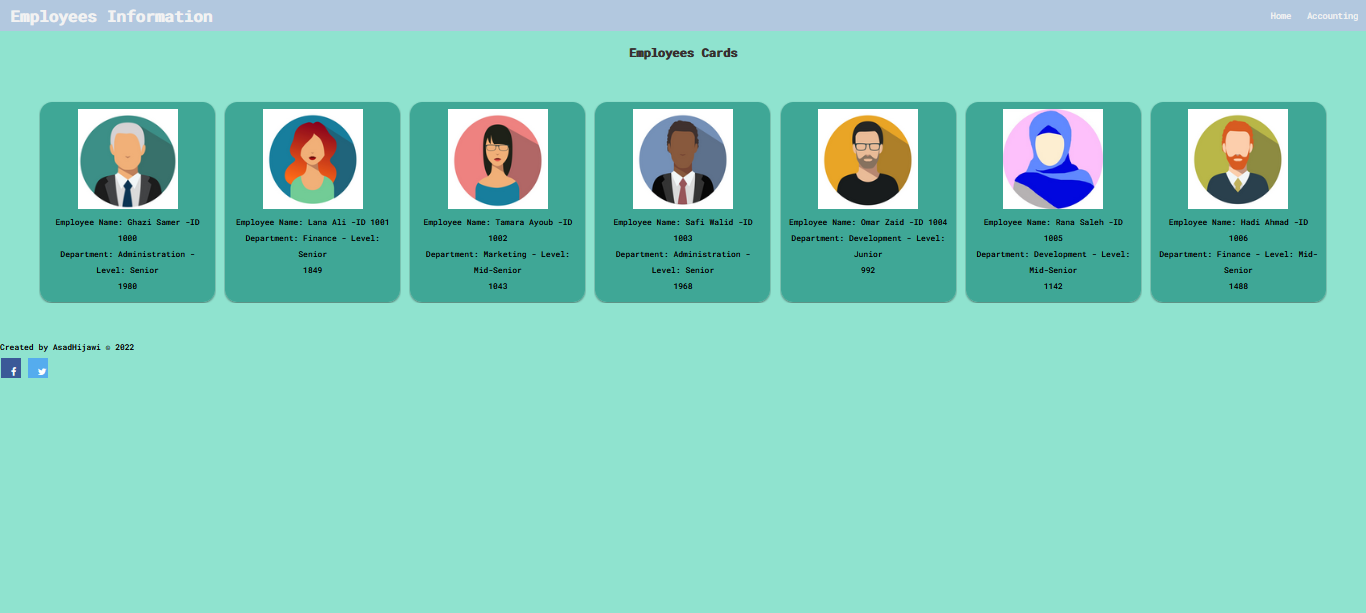 Employees Information
Home Accounting
Employees Cards
Employee Name: Ghazi Samer -ID
1000
Department: Administration -
Level: Senior
1980
Employee Name: Lana Ali -ID 1001
Department: Finance - Level:
Senior
1849
Employee Name: Tamara Ayoub -ID
1002
Department: Marketing - Level:
Mid-Senior
1043
Employee Name: Safi Walid -ID
1003
Department: Administration -
Level: Senior
1968
Employee Name: Omar Zaid -ID 1004
Department: Development - Level:
Junior
992
Employee Name: Rana Saleh -ID
1005
Department: Development - Level:
Mid-Senior
1142
Employee Name: Hadi Ahmad -ID
1006
Department: Finance - Level: Mid-
Senior
1488
Created by AsadHijawi © 2022